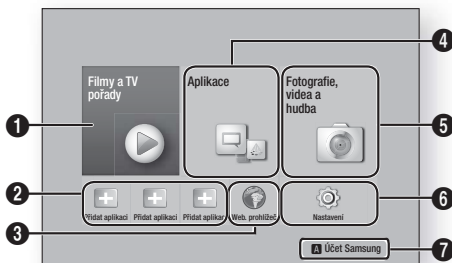 Filmy a TV
pořady
Aplikace
Fotografie,
videa a
hudba
Přidat aplikaci
Přidat aplikaci
Přidat aplikac
Web. prohlížeč
Nastavení
A Účet Samsung
1
2
3
4
5
6
7